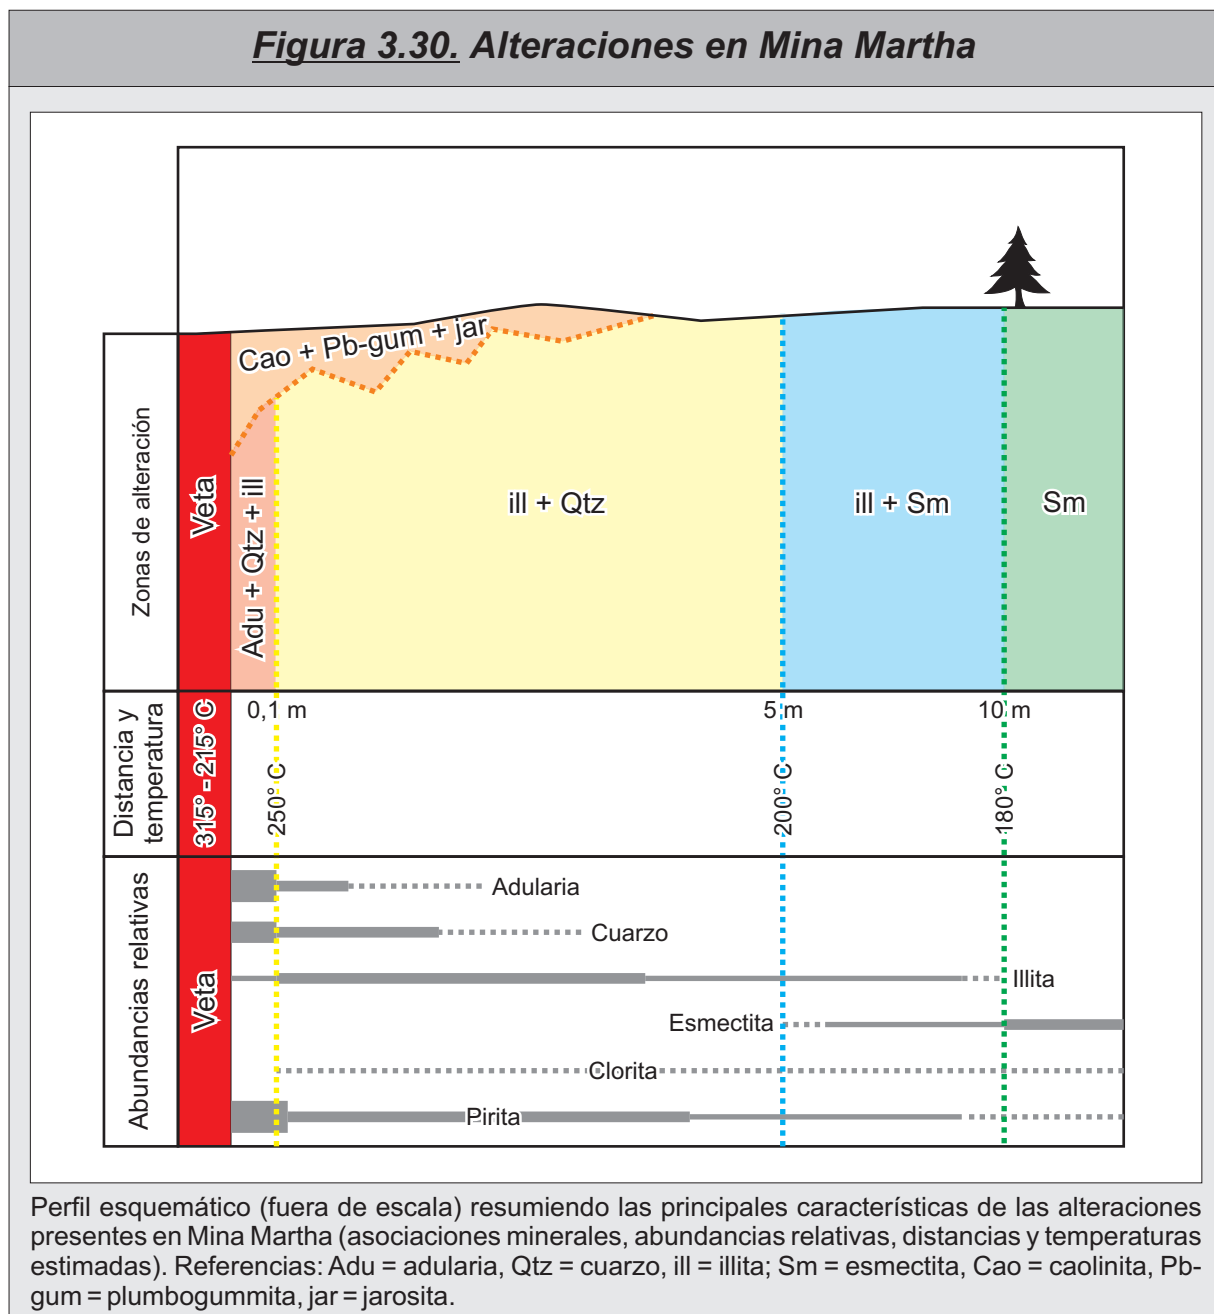 Figura 3.30. Alteraciones en Mina Martha
Zonas de alteración
Veta
Cao + Pb-gum + jar
Adu + Qtz + ill
ill + Qtz
ill + Sm
Sm
Distancia y
temperatura
315° - 215° C
0,1 m
5 m
10 m
250° C
200° C
180° C
Abundancias relativas
Veta
Adularia
Cuarzo
Illita
Esmectita
Clorita
Pirita
Perfil esquemático (fuera de escala) resumiendo las principales características de las alteraciones
presentes en Mina Martha (asociaciones minerales, abundancias relativas, distancias y temperaturas
estimadas). Referencias: Adu = adularia, Qtz = cuarzo, ill = illita; Sm = esmectita, Cao = caolinita, Pb-
gum = plumbogummita, jar = jarosita.